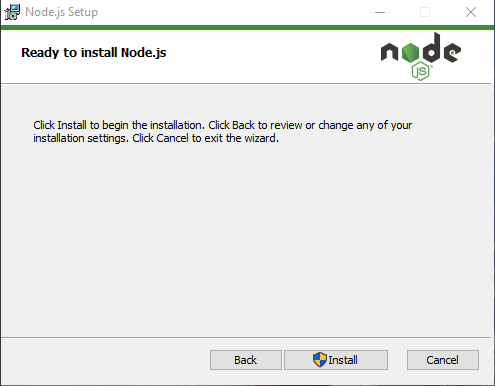 Node.js Setup
Ready to install Node.js
node
JS
Click Install to begin the installation. Click Back to review or change any of your
installation settings. Click Cancel to exit the wizard.
Back
Install
Cancel